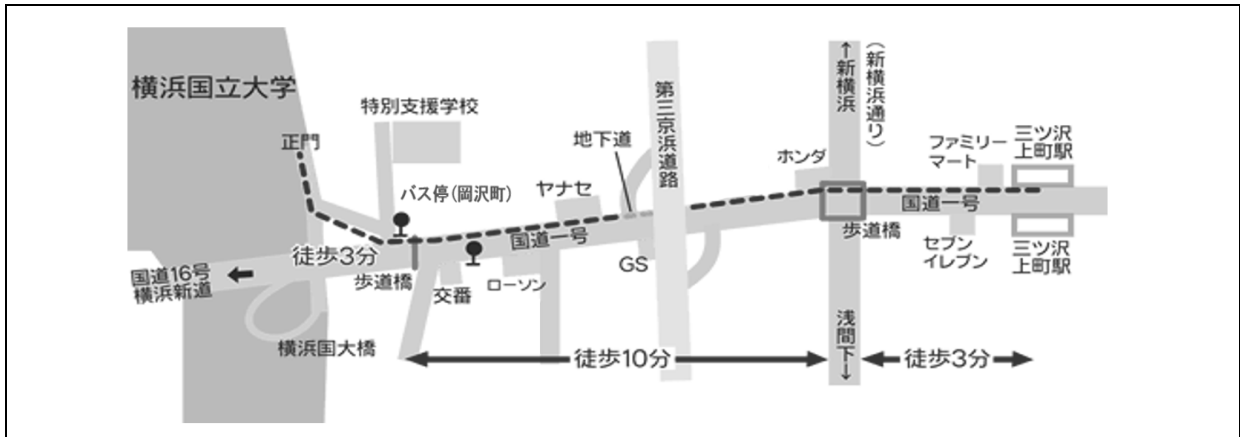 横浜国立大学
正門
特別支援学校
バス停(岡沢町)
ヤナセ
地下道
第三京浜道路
ホンダ
↑新横浜
(新横浜通り)
ファミリー
マート
三ツ沢
上町駅
国道一号
歩道橋
セブン
イレブン
三ツ沢
上町駅
国道一号
GS
ローソン
交番
歩道橋
徒歩3分
国道16号
横浜新道
横浜国大橋
徒歩10分
浅間下↓
徒歩3分